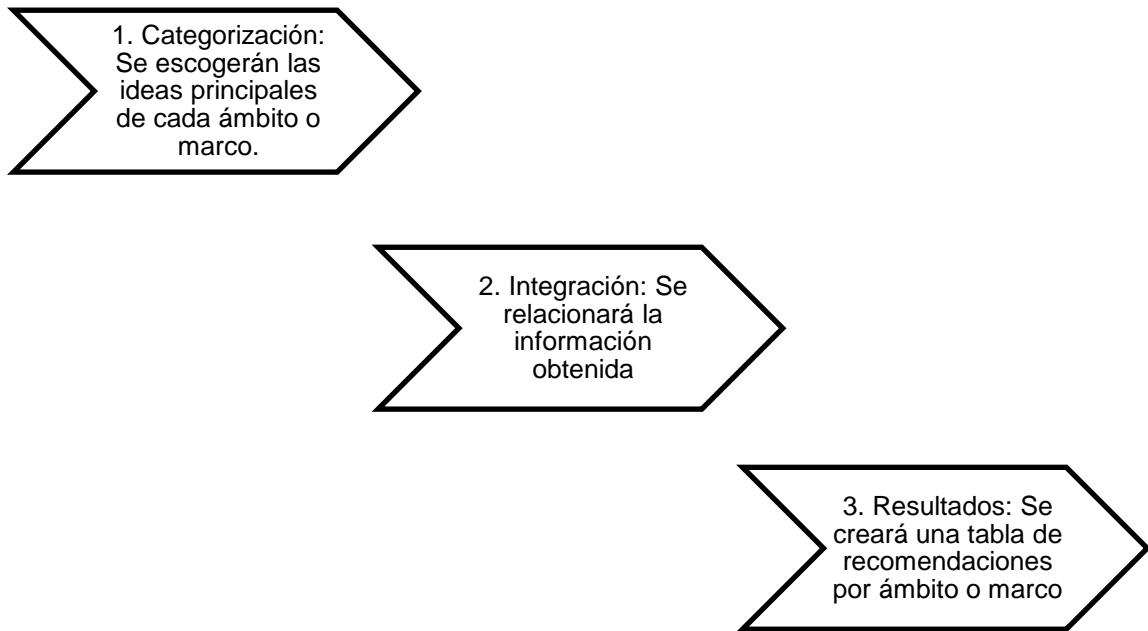 1. Categorización:
Se escogerán las
ideas principales
de cada ámbito o
marco.
2. Integración: Se
relacionará la
información
obtenida
3. Resultados: Se
creará una tabla de
recomendaciones
por ámbito o marco